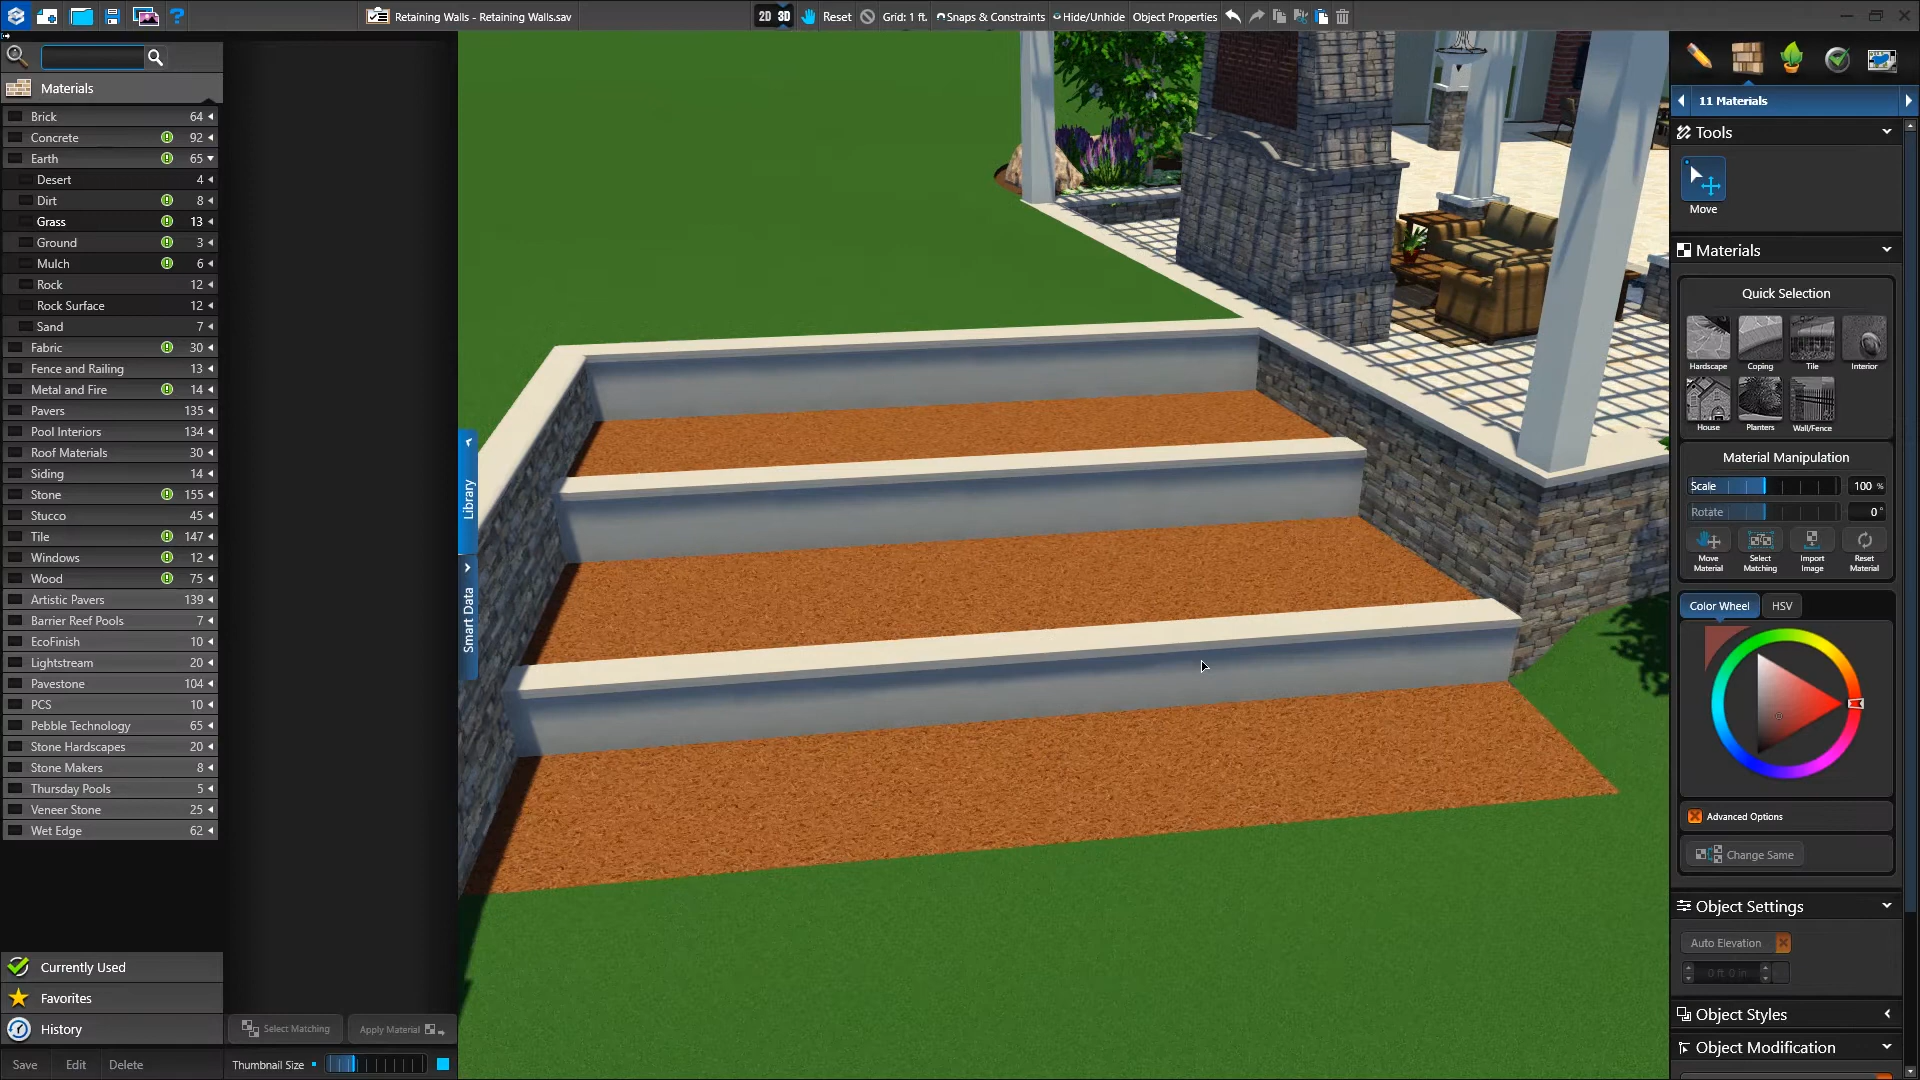 Retaining Walls - Retaining Walls.sav
2D 3D Reset Grid: 1 ft. Snaps & Constraints Hide/Unhide Object Properties
Materials
Brick 64
Concrete 92
Earth 65
Desert 4
Dirt 8
Grass 13
Ground 3
Mulch 6
Rock 12
Rock Surface 12
Sand 7
Fabric 30
Fence and Railing 13
Metal and Fire 14
Pavers 135
Pool Interiors 134
Roof Materials 30
Siding 14
Stone 155
Stucco 45
Tile 147
Windows 12
Wood 75
Artistic Pavers 139
Barrier Reef Pools 7
EcoFinish 10
Lightstream 20
Pavestone 104
PCS 10
Pebble Technology 65
Stone Hardscapes 20
Stone Makers 8
Thursday Pools 5
Veneer Stone 25
Wet Edge 62
Currently Used
Favorites
History
Save Edit Delete
Select Matching Apply Material
Thumbnail Size
Library
Smart Data
11 Materials
Tools
Move
Materials
Quick Selection
Hardscape Coping Tile Interior
House Planters Wall/Fence
Material Manipulation
Scale 100 %
Rotate 0°
Move Material
Select Matching
Import Image
Reset Material
Color Wheel HSV
Advanced Options
Change Same
Object Settings
Auto Elevation
0 ft 0 in
Object Styles
Object Modification